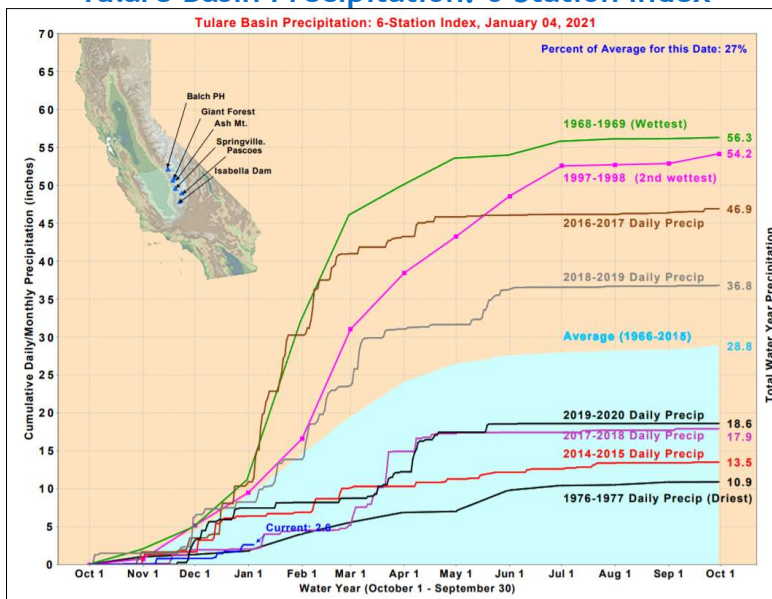 Tulare Basin Precipitation: 6-Station Index
Tulare Basin Precipitation: 6-Station Index, January 04, 2021
Percent of Average for this Date: 27%
70
65
60
55
50
45
40
35
30
25
20
15
10
5
0
Cumulative Daily/Monthly Precipitation (inches)
Balch PH
Giant Forest
Ash Mt.
Springville.
Pascoes
Isabella Dam
1968-1969 (Wettest)
56.3
54.2
1997-1998 (2nd wettest)
46.9
2016-2017 Daily Precip
2018-2019 Daily Precip
36.8
Average (1966-2015)
28.8
2019-2020 Daily Precip
18.6
2017-2018 Daily Precip
17.9
2014-2015 Daily Precip
13.5
10.9
1976-1977 Daily Precip (Driest)
Current: 2.6
Total Water Year Precipitation
Oct 1 Nov 1 Dec 1 Jan 1 Feb 1 Mar 1 Apr 1 May 1 Jun 1 Jul 1 Aug 1 Sep 1 Oct 1
Water Year (October 1 - September 30)